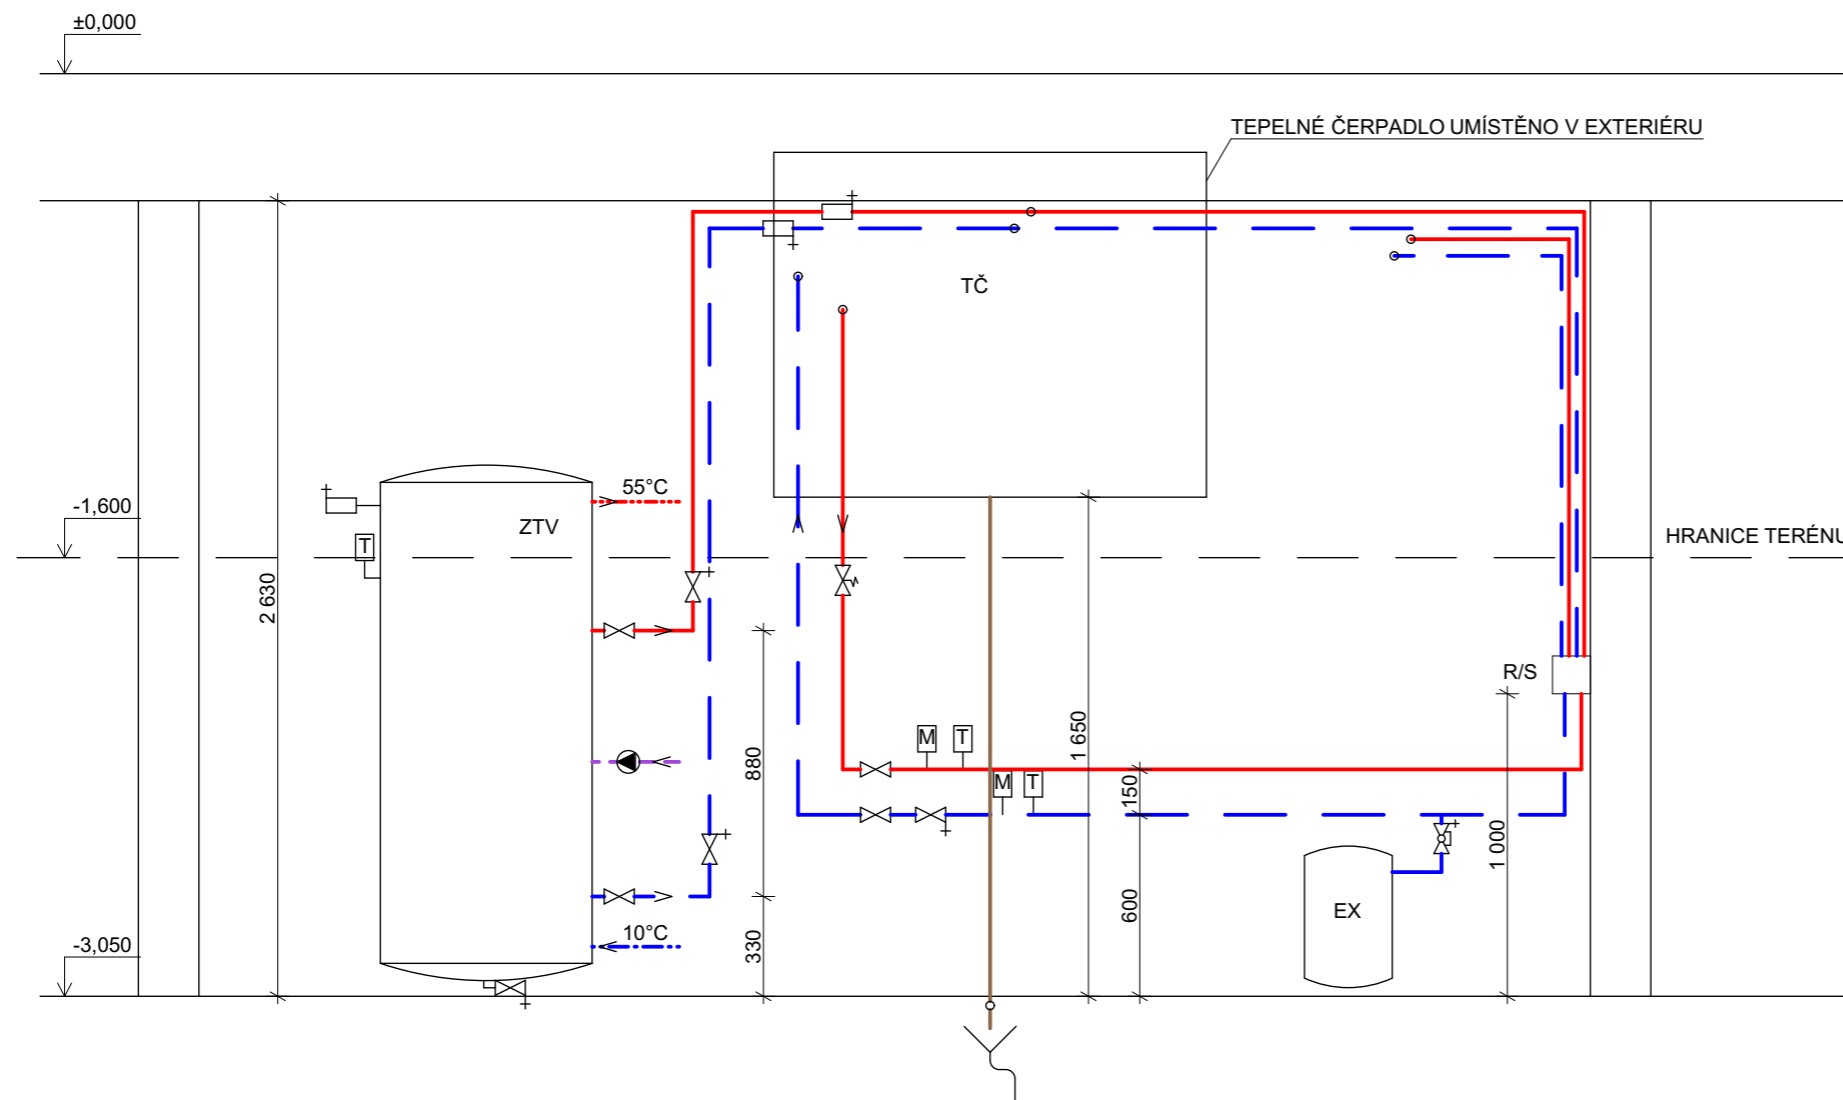 ±0,000
TEPELNÉ ČERPADLO UMÍSTĚNO V EXTERIÉRU
TČ
55°C
-1,600
ZTV
T
HRANICE TERÉNU
2 630
R/S
M
T
1 650
880
M
T
150
1 000
600
EX
10°C
330
-3,050